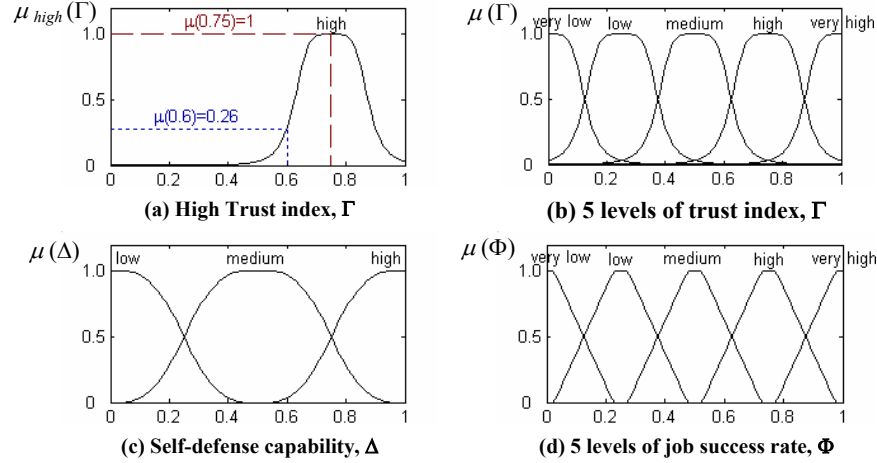 μ high (Γ)
μ(0.75)=1
high
1.0
0.5
μ(0.6)=0.26
0
0 0.2 0.4 0.6 0.8 1
(a) High Trust index, Γ
μ (Γ)
very low low medium high very high
1.0
0.5
0
0 0.2 0.4 0.6 0.8 1
(b) 5 levels of trust index, Γ
μ (Δ)
low medium high
1.0
0.5
0
0 0.2 0.4 0.6 0.8 1
(c) Self-defense capability, Δ
μ (Φ)
very low low medium high very high
1.0
0.5
0
0 0.2 0.4 0.6 0.8 1
(d) 5 levels of job success rate, Φ